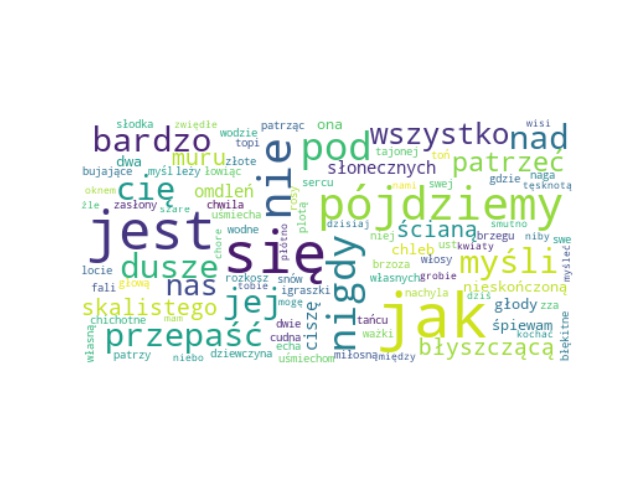 słodka zwiędłe patrząc ona wisi
bardzo wodzie pod wszystko nad
topi nie
dwa muru złote słonecznych tajonej toń patrzeć
bujające myśl leży łowiąc gdzie naga
cię omdleń sercu swej nami tęsknotą
oknem rosy pójdziemy
źle zasłony szare chwila plotą
uśmiecha dzisiaj ścianą smutno
jest chore wodne się płótno nigdy niej brzegu niby swe
chleb ust kwiaty
dusze brzoza włosy myśli myśleć
locie rozkosz snów własnych grobie
fali głową nas tobie igraszki nieskończoną
jej mogę ciszę nachyla dziś
skalistego jak głody zza
chichotne mam dwie tańcu śpiewam
przepaść cudna ważki kochać błękitne
własną echa błyszczącą
patrzy niebo dziewczyna uśmiechom miłosną między